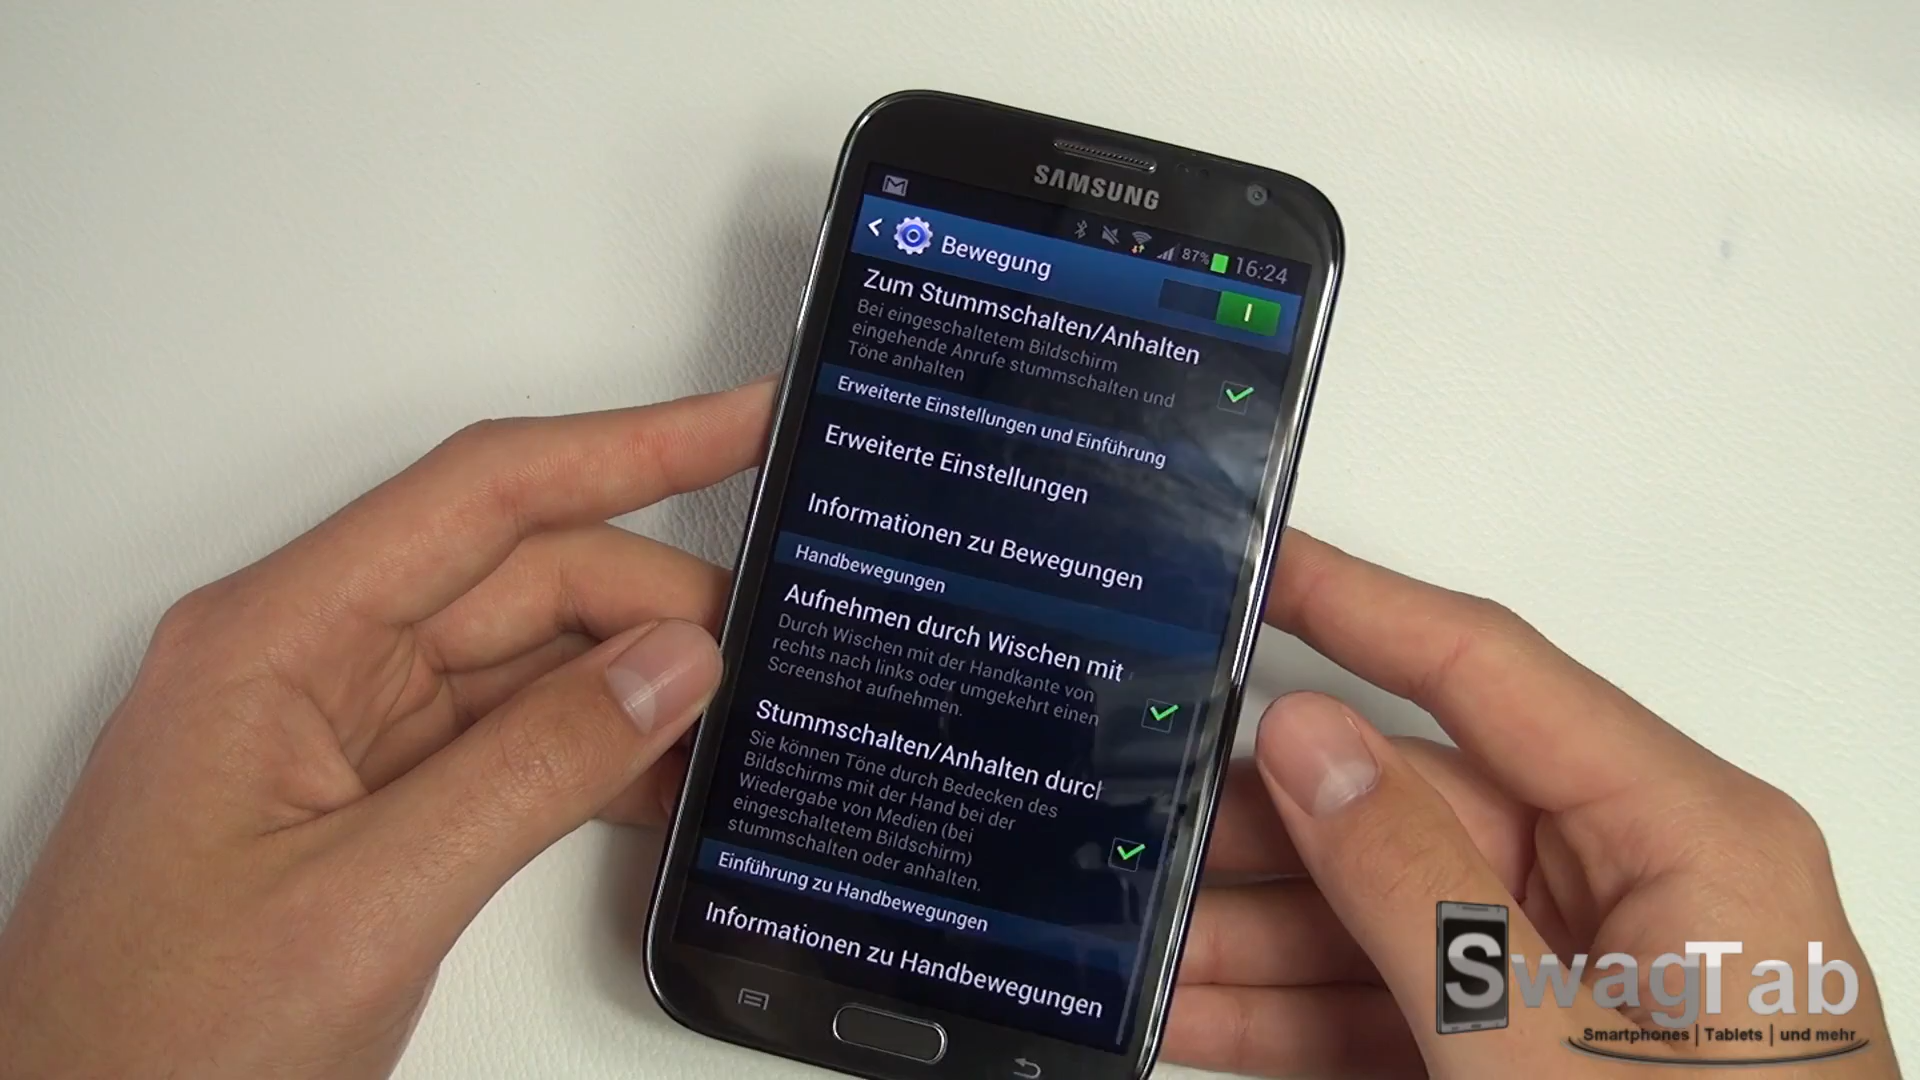 SAMSUNG
87% 16:24
Bewegung
Zum Stummschalten/Anhalten
Bei eingeschaltetem Bildschirm
eingehende Anrufe stummschalten und
Töne anhalten
Erweiterte Einstellungen und Einführung
Erweiterte Einstellungen
Informationen zu Bewegungen
Handbewegungen
Aufnehmen durch Wischen mit
Durch Wischen mit der Handkante von
rechts nach links oder umgekehrt einen
Screenshot aufnehmen.
Stummschalten/Anhalten durch
Sie können Töne durch Bedecken des
Bildschirms mit der Hand bei der
Wiedergabe von Medien (bei
eingeschaltetem Bildschirm)
stummschalten oder anhalten.
Einführung zu Handbewegungen
Informationen zu Handbewegungen
SwagTab
Smartphones | Tablets | und mehr